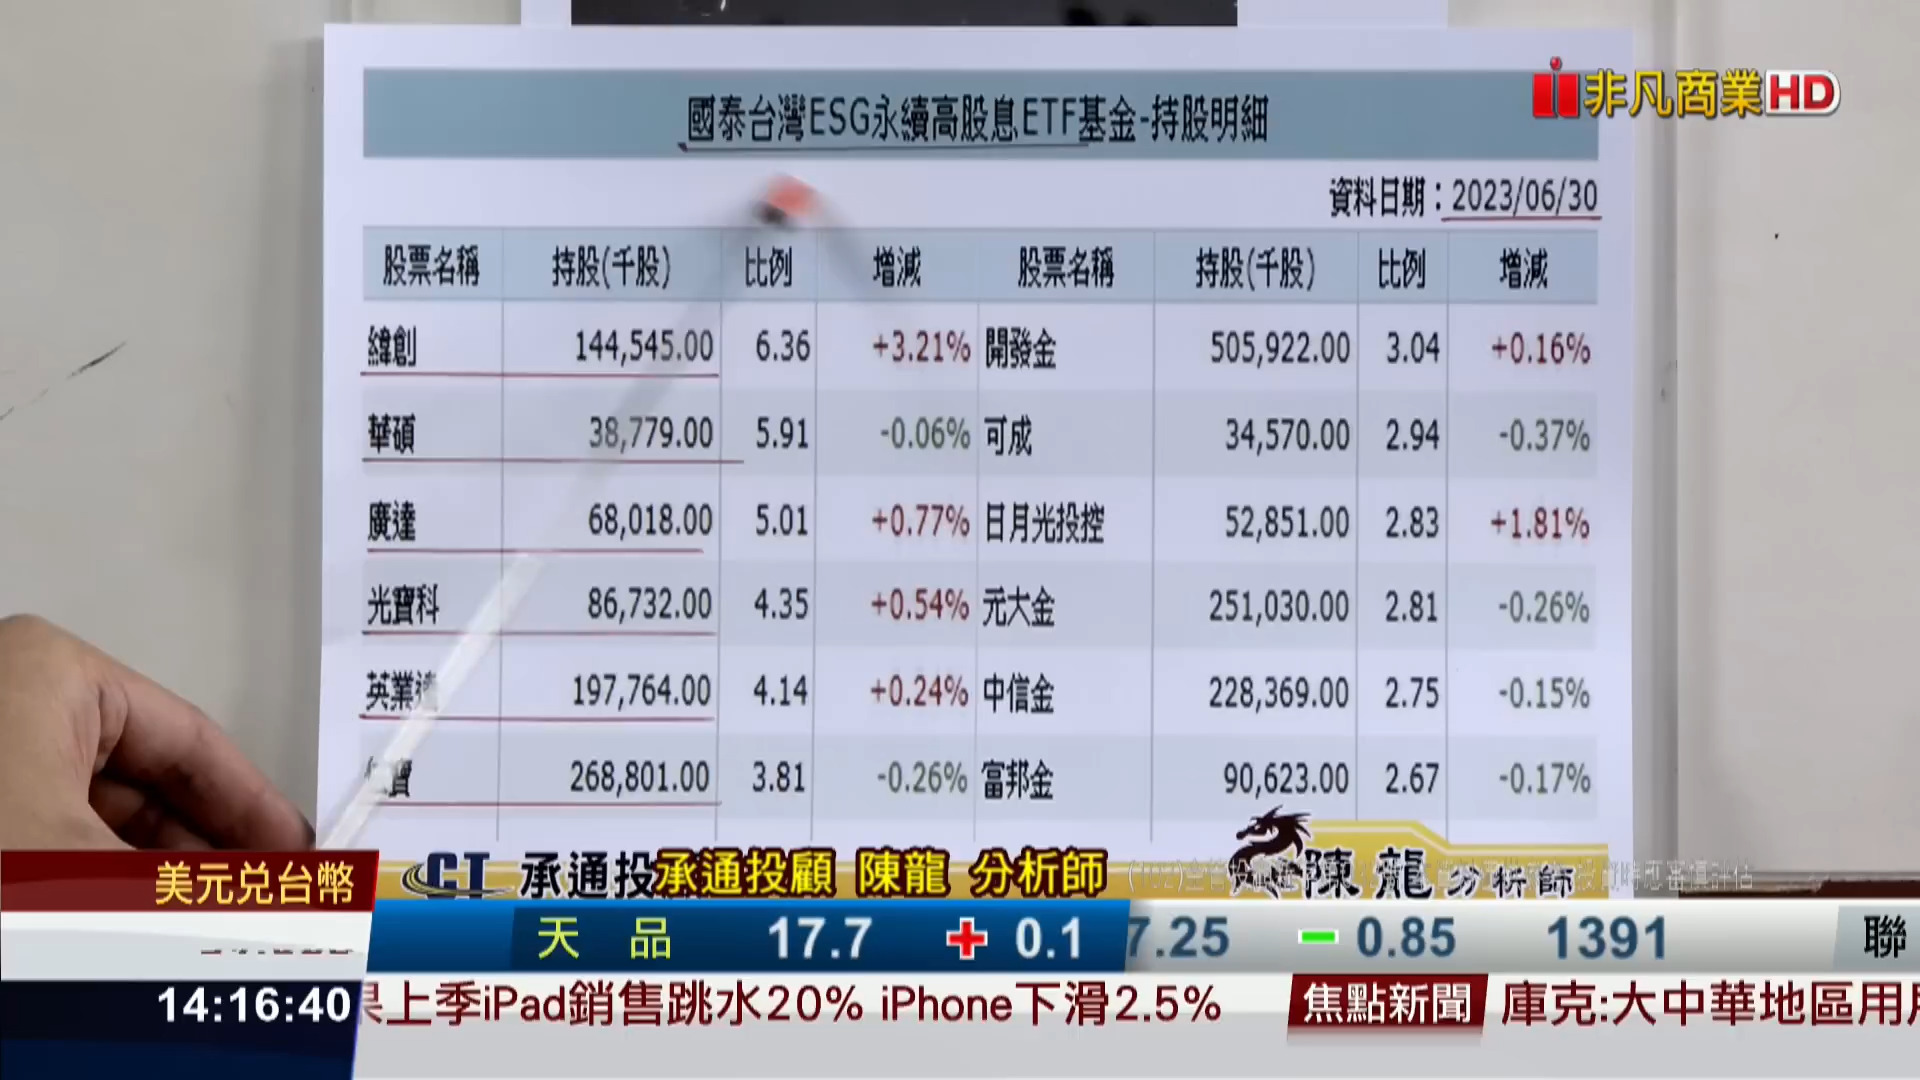 非凡商業HD
國泰台灣ESG永續高股息ETF基金-持股明細
資料日期：2023/06/30
股票名稱 持股(千股) 比例 增減 股票名稱 持股(千股) 比例 增減
緯創 144,545.00 6.36 +3.21% 開發金 505,922.00 3.04 +0.16%
華碩 38,779.00 5.91 -0.06% 可成 34,570.00 2.94 -0.37%
廣達 68,018.00 5.01 +0.77% 日月光投控 52,851.00 2.83 +1.81%
光寶科 86,732.00 4.35 +0.54% 元大金 251,030.00 2.81 -0.26%
英業達 197,764.00 4.14 +0.24% 中信金 228,369.00 2.75 -0.15%
寶 268,801.00 3.81 -0.26% 富邦金 90,623.00 2.67 -0.17%
美元兑台幣 CT 承通投 承通投顧 陳龍 分析師 陳龍 分析師
天品 17.7 + 0.1 7.25 - 0.85 1391 聯
14:16:40 果上季iPad銷售跳水20% iPhone下滑2.5% 焦點新聞 庫克:大中華地區用